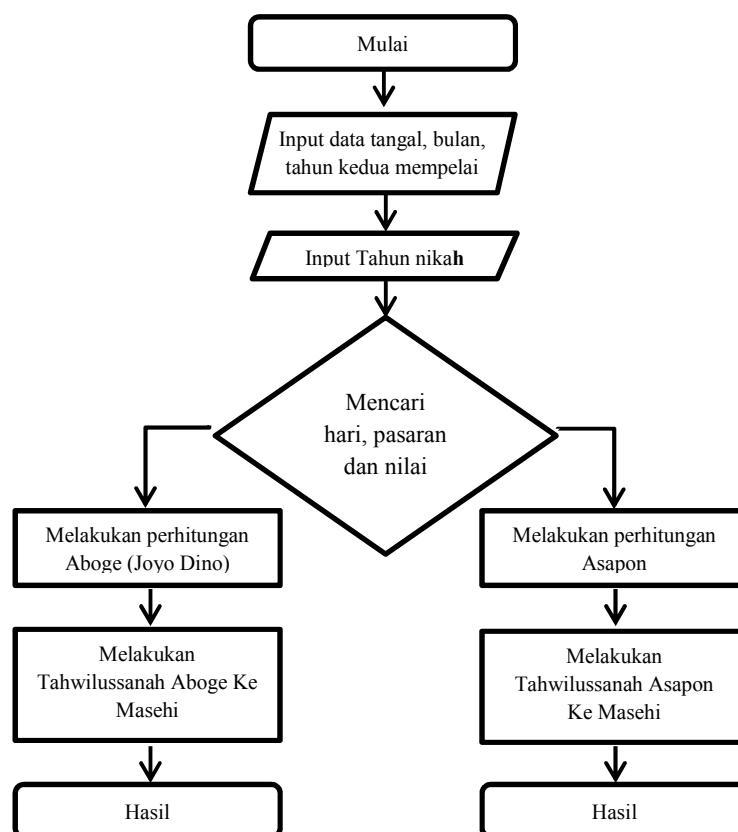 Mulai
Input data tangal, bulan,
tahun kedua mempelai
Input Tahun nikah
Mencari
hari, pasaran
dan nilai
Melakukan perhitungan
Aboge (Joyo Dino)
Melakukan perhitungan
Asapon
Melakukan
Tahwilussanah Aboge Ke
Masehi
Melakukan
Tahwilussanah Asapon
Ke Masehi
Hasil
Hasil